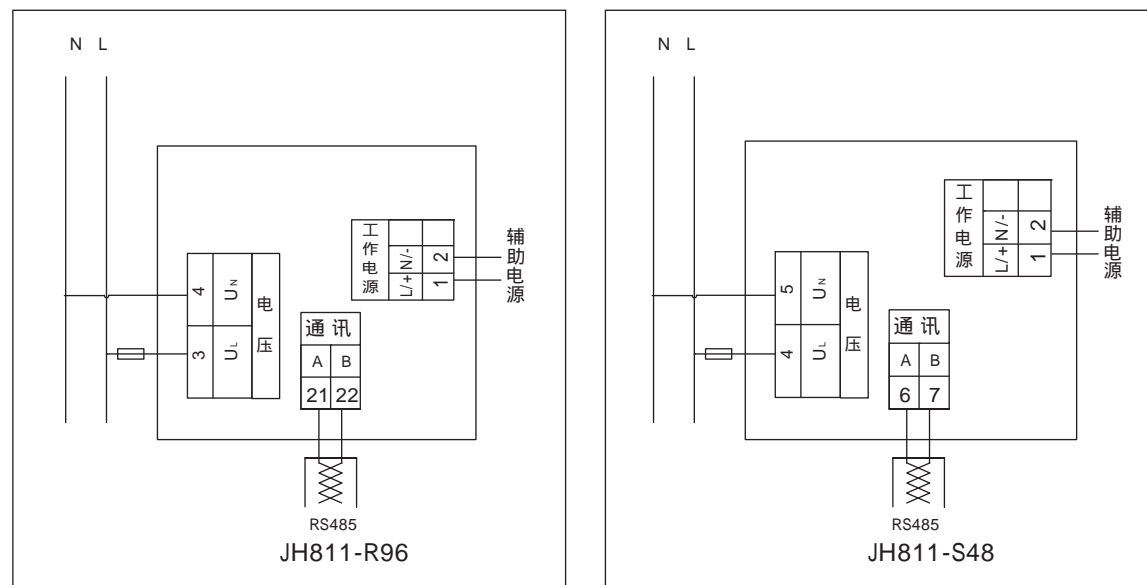 N L
工作电源
L/+ N/-
1 2
辅助电源
4 UN
3 UL
电压
通讯
A B
21 22
RS485
JH811-R96
N L
工作电源
L/+ N/-
1 2
辅助电源
5 UN
4 UL
电压
通讯
A B
6 7
RS485
JH811-S48